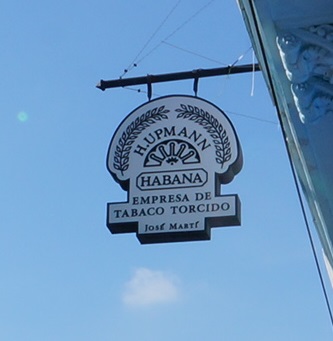 H.UPMANN
HABANA
EMPRESA DE
TABACO TORCIDO
JOSÉ MARTÍ